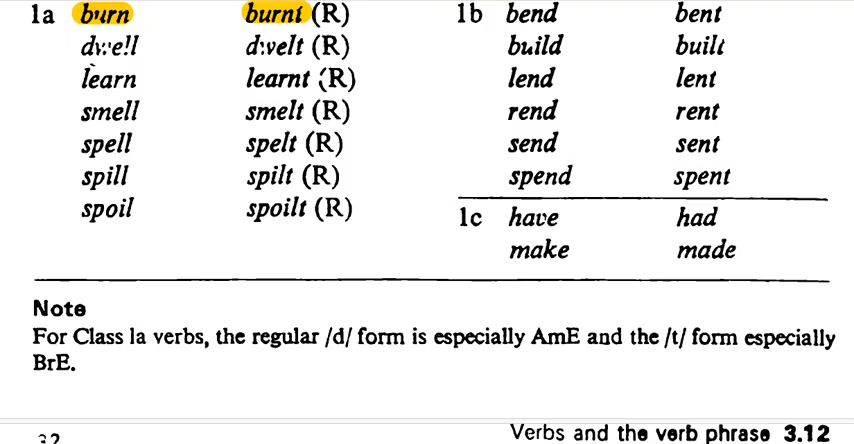 1a burn burnt (R) 1b bend bent
dwell dwelt (R) build built
learn learnt (R) lend lent
smell smelt (R) rend rent
spell spelt (R) send sent
spill spilt (R) spend spent
spoil spoilt (R) 1c have had
make made
Note
For Class 1a verbs, the regular /d/ form is especially AmE and the /t/ form especially
BrE.
32 Verbs and the verb phrase 3.12